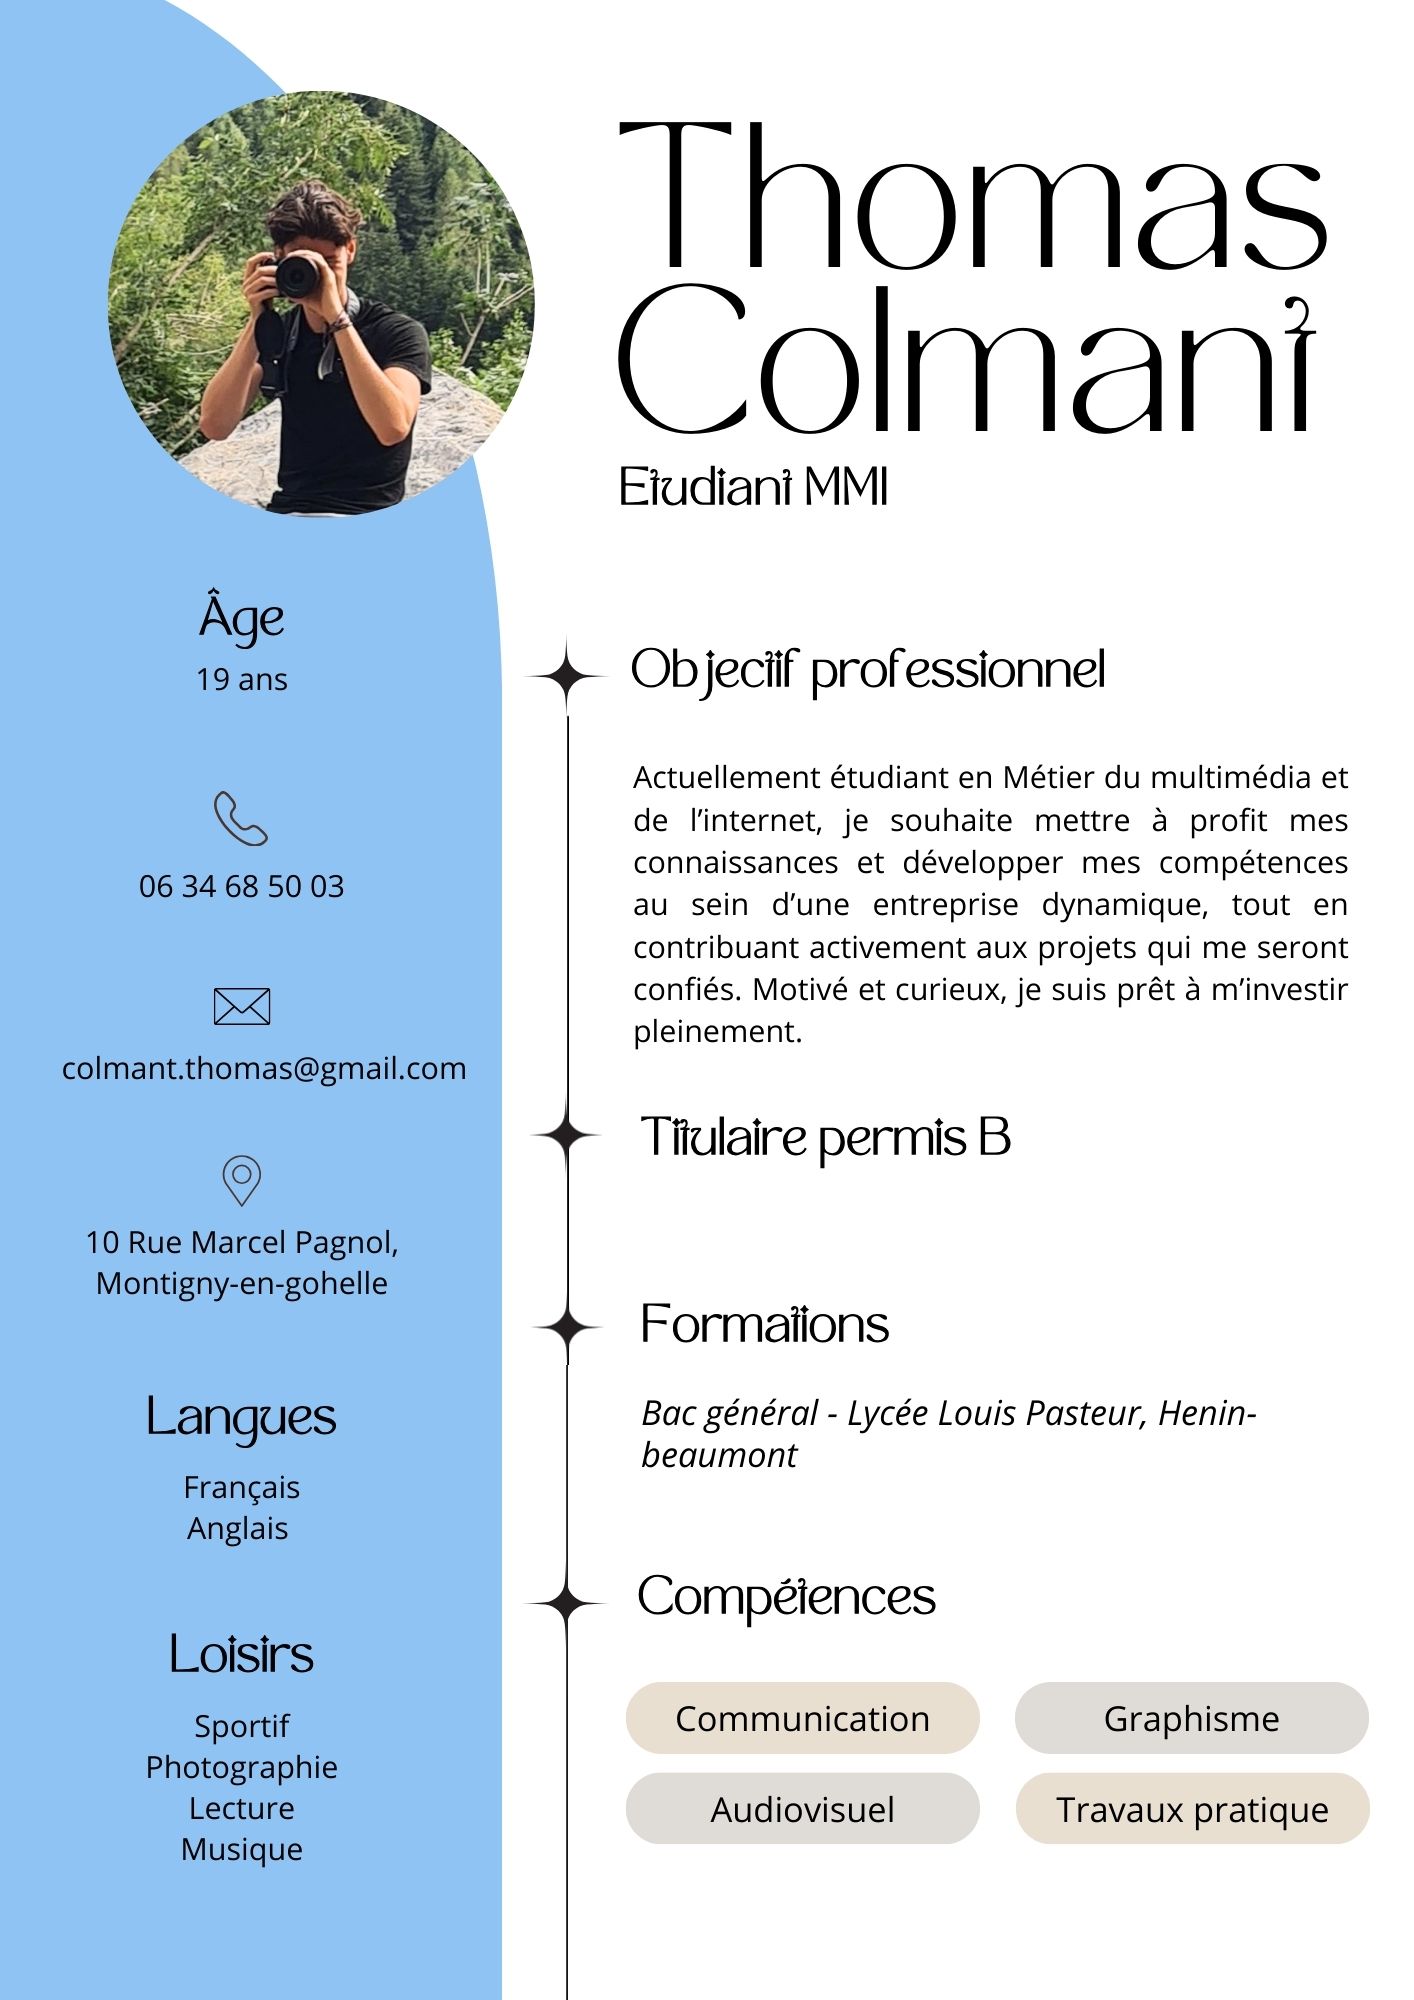 Thomas
Colmant
Etudiant MMI
Âge
19 ans
06 34 68 50 03
colmant.thomas@gmail.com
10 Rue Marcel Pagnol,
Montigny-en-gohelle
Langues
Français
Anglais
Loisirs
Sportif
Photographie
Lecture
Musique
Objectif professionnel
Actuellement étudiant en Métier du multimédia et
de l’internet, je souhaite mettre à profit mes
connaissances et développer mes compétences
au sein d’une entreprise dynamique, tout en
contribuant activement aux projets qui me seront
confiés. Motivé et curieux, je suis prêt à m’investir
pleinement.
Titulaire permis B
Formations
Bac général - Lycée Louis Pasteur, Henin-
beaumont
Compétences
Communication
Graphisme
Audiovisuel
Travaux pratique